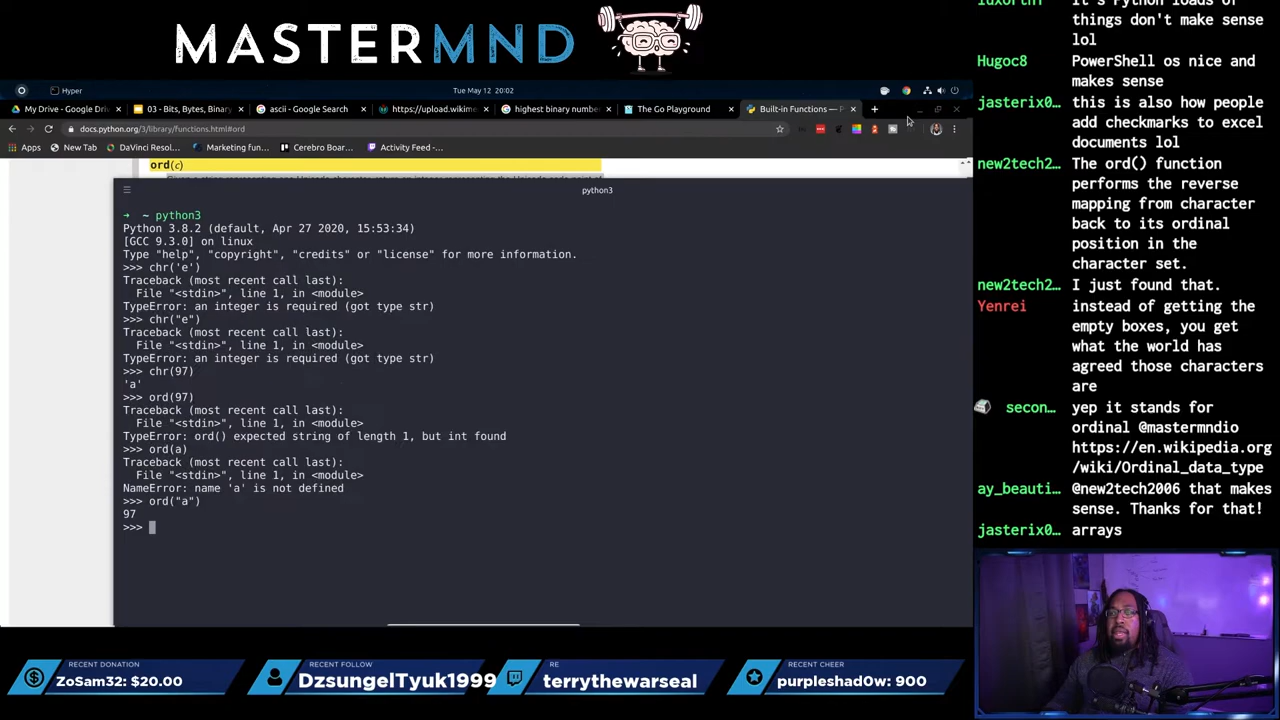 MASTERMND
Hyper
Tue May 12 20:02
My Drive - Google Dri
03 - Bits, Bytes, Binary
ascii - Google Search
https://upload.wikime
highest binary numbe
The Go Playground
Built-in Functions — P
docs.python.org/3/library/functions.html#ord
Apps
New Tab
DaVinci Resol...
Marketing fun...
Cerebro Boar...
Activity Feed -...
ord(c)
python3
→ ~ python3
Python 3.8.2 (default, Apr 27 2020, 15:53:34)
[GCC 9.3.0] on linux
Type "help", "copyright", "credits" or "license" for more information.
>>> chr('e')
Traceback (most recent call last):
File "<stdin>", line 1, in <module>
TypeError: an integer is required (got type str)
>>> chr("e")
Traceback (most recent call last):
File "<stdin>", line 1, in <module>
TypeError: an integer is required (got type str)
>>> chr(97)
'a'
>>> ord(97)
Traceback (most recent call last):
File "<stdin>", line 1, in <module>
TypeError: ord() expected string of length 1, but int found
>>> ord(a)
Traceback (most recent call last):
File "<stdin>", line 1, in <module>
NameError: name 'a' is not defined
>>> ord("a")
97
>>>
things don't make sense
lol
Hugoc8 PowerShell os nice and
makes sense
jasterix0… this is also how people
add checkmarks to excel
documents lol
new2tech2… The ord() function
performs the reverse
mapping from character
back to its ordinal
position in the
character set.
new2tech2… I just found that.
Yenrei instead of getting the
empty boxes, you get
what the world has
agreed those characters
are
secon… yep it stands for
ordinal @mastermndio
https://en.wikipedia.org
/wiki/Ordinal_data_type
ay_beauti… @new2tech2006 that makes
sense. Thanks for that!
jasterix0… arrays
RECENT DONATION
ZoSam32: $20.00
RECENT FOLLOW
DzsungelTyuk1999
RE
terrythewarseal
RECENT CHEER
purpleshad0w: 900